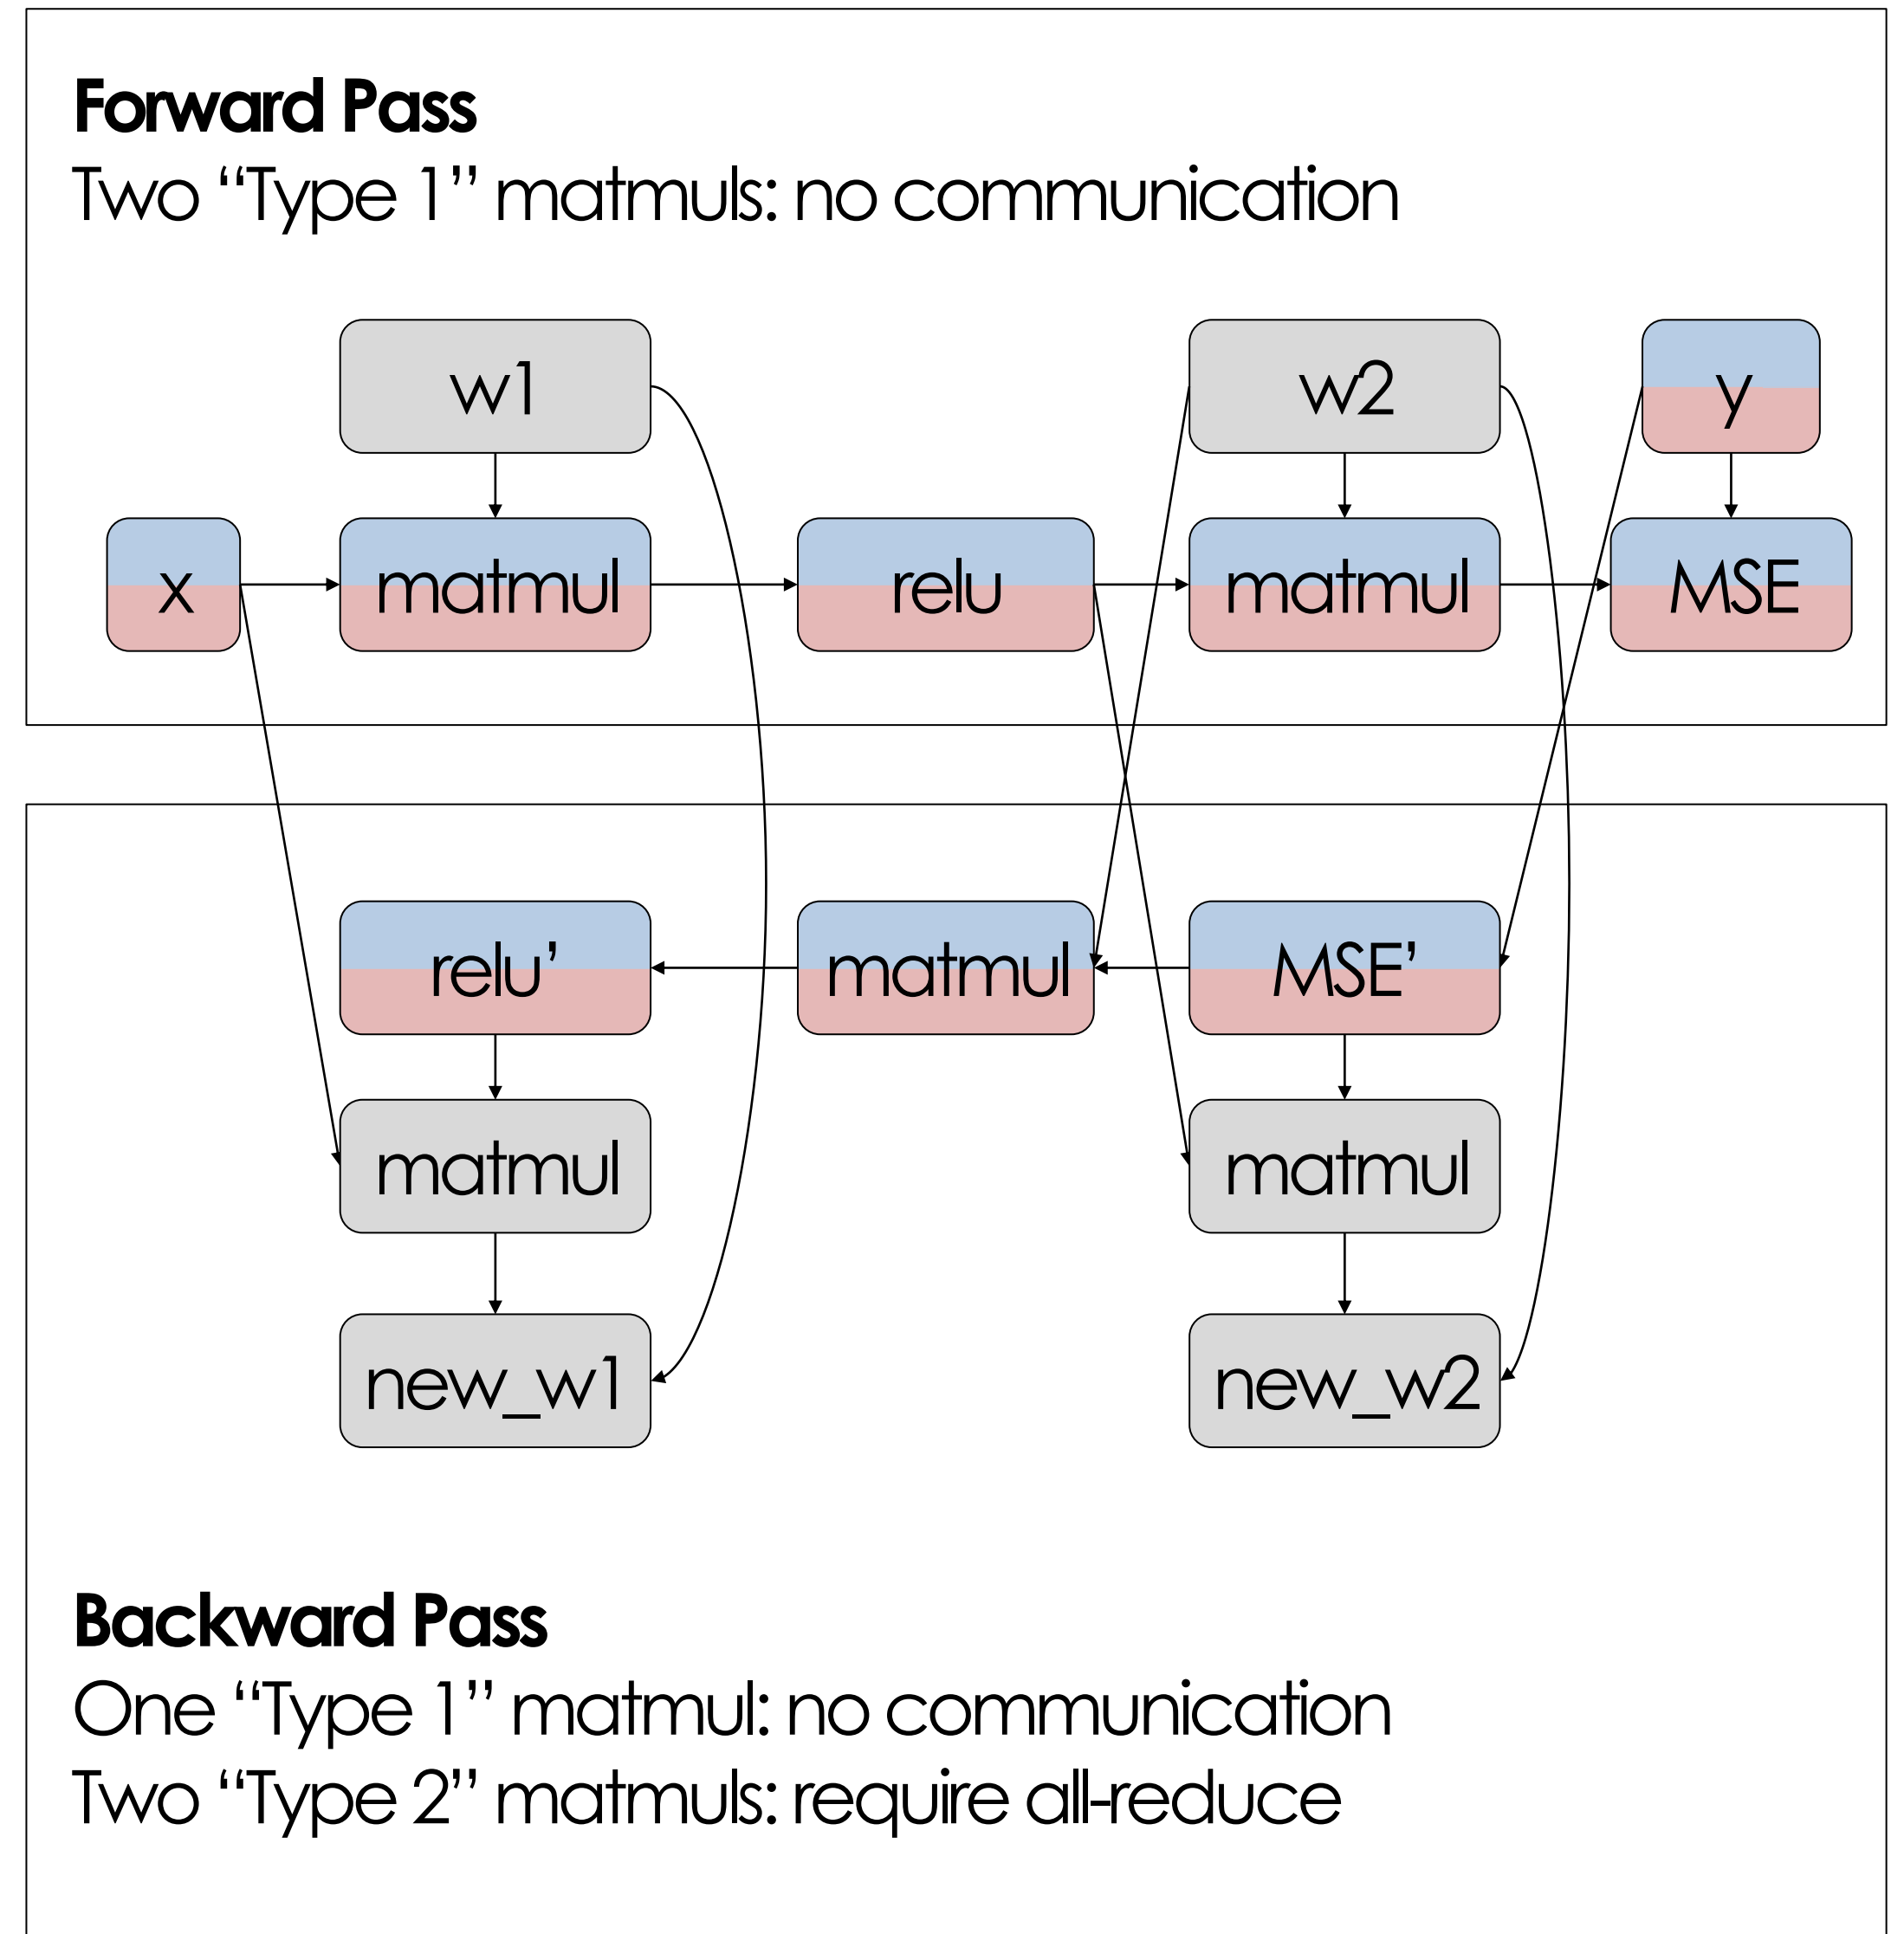 Forward Pass
Two “Type 1” matmuls: no communication
w1
w2
y
x
matmul
relu
matmul
MSE
relu’
matmul
MSE’
matmul
matmul
new_w1
new_w2
Backward Pass
One “Type 1” matmul: no communication
Two “Type 2” matmuls: require all-reduce